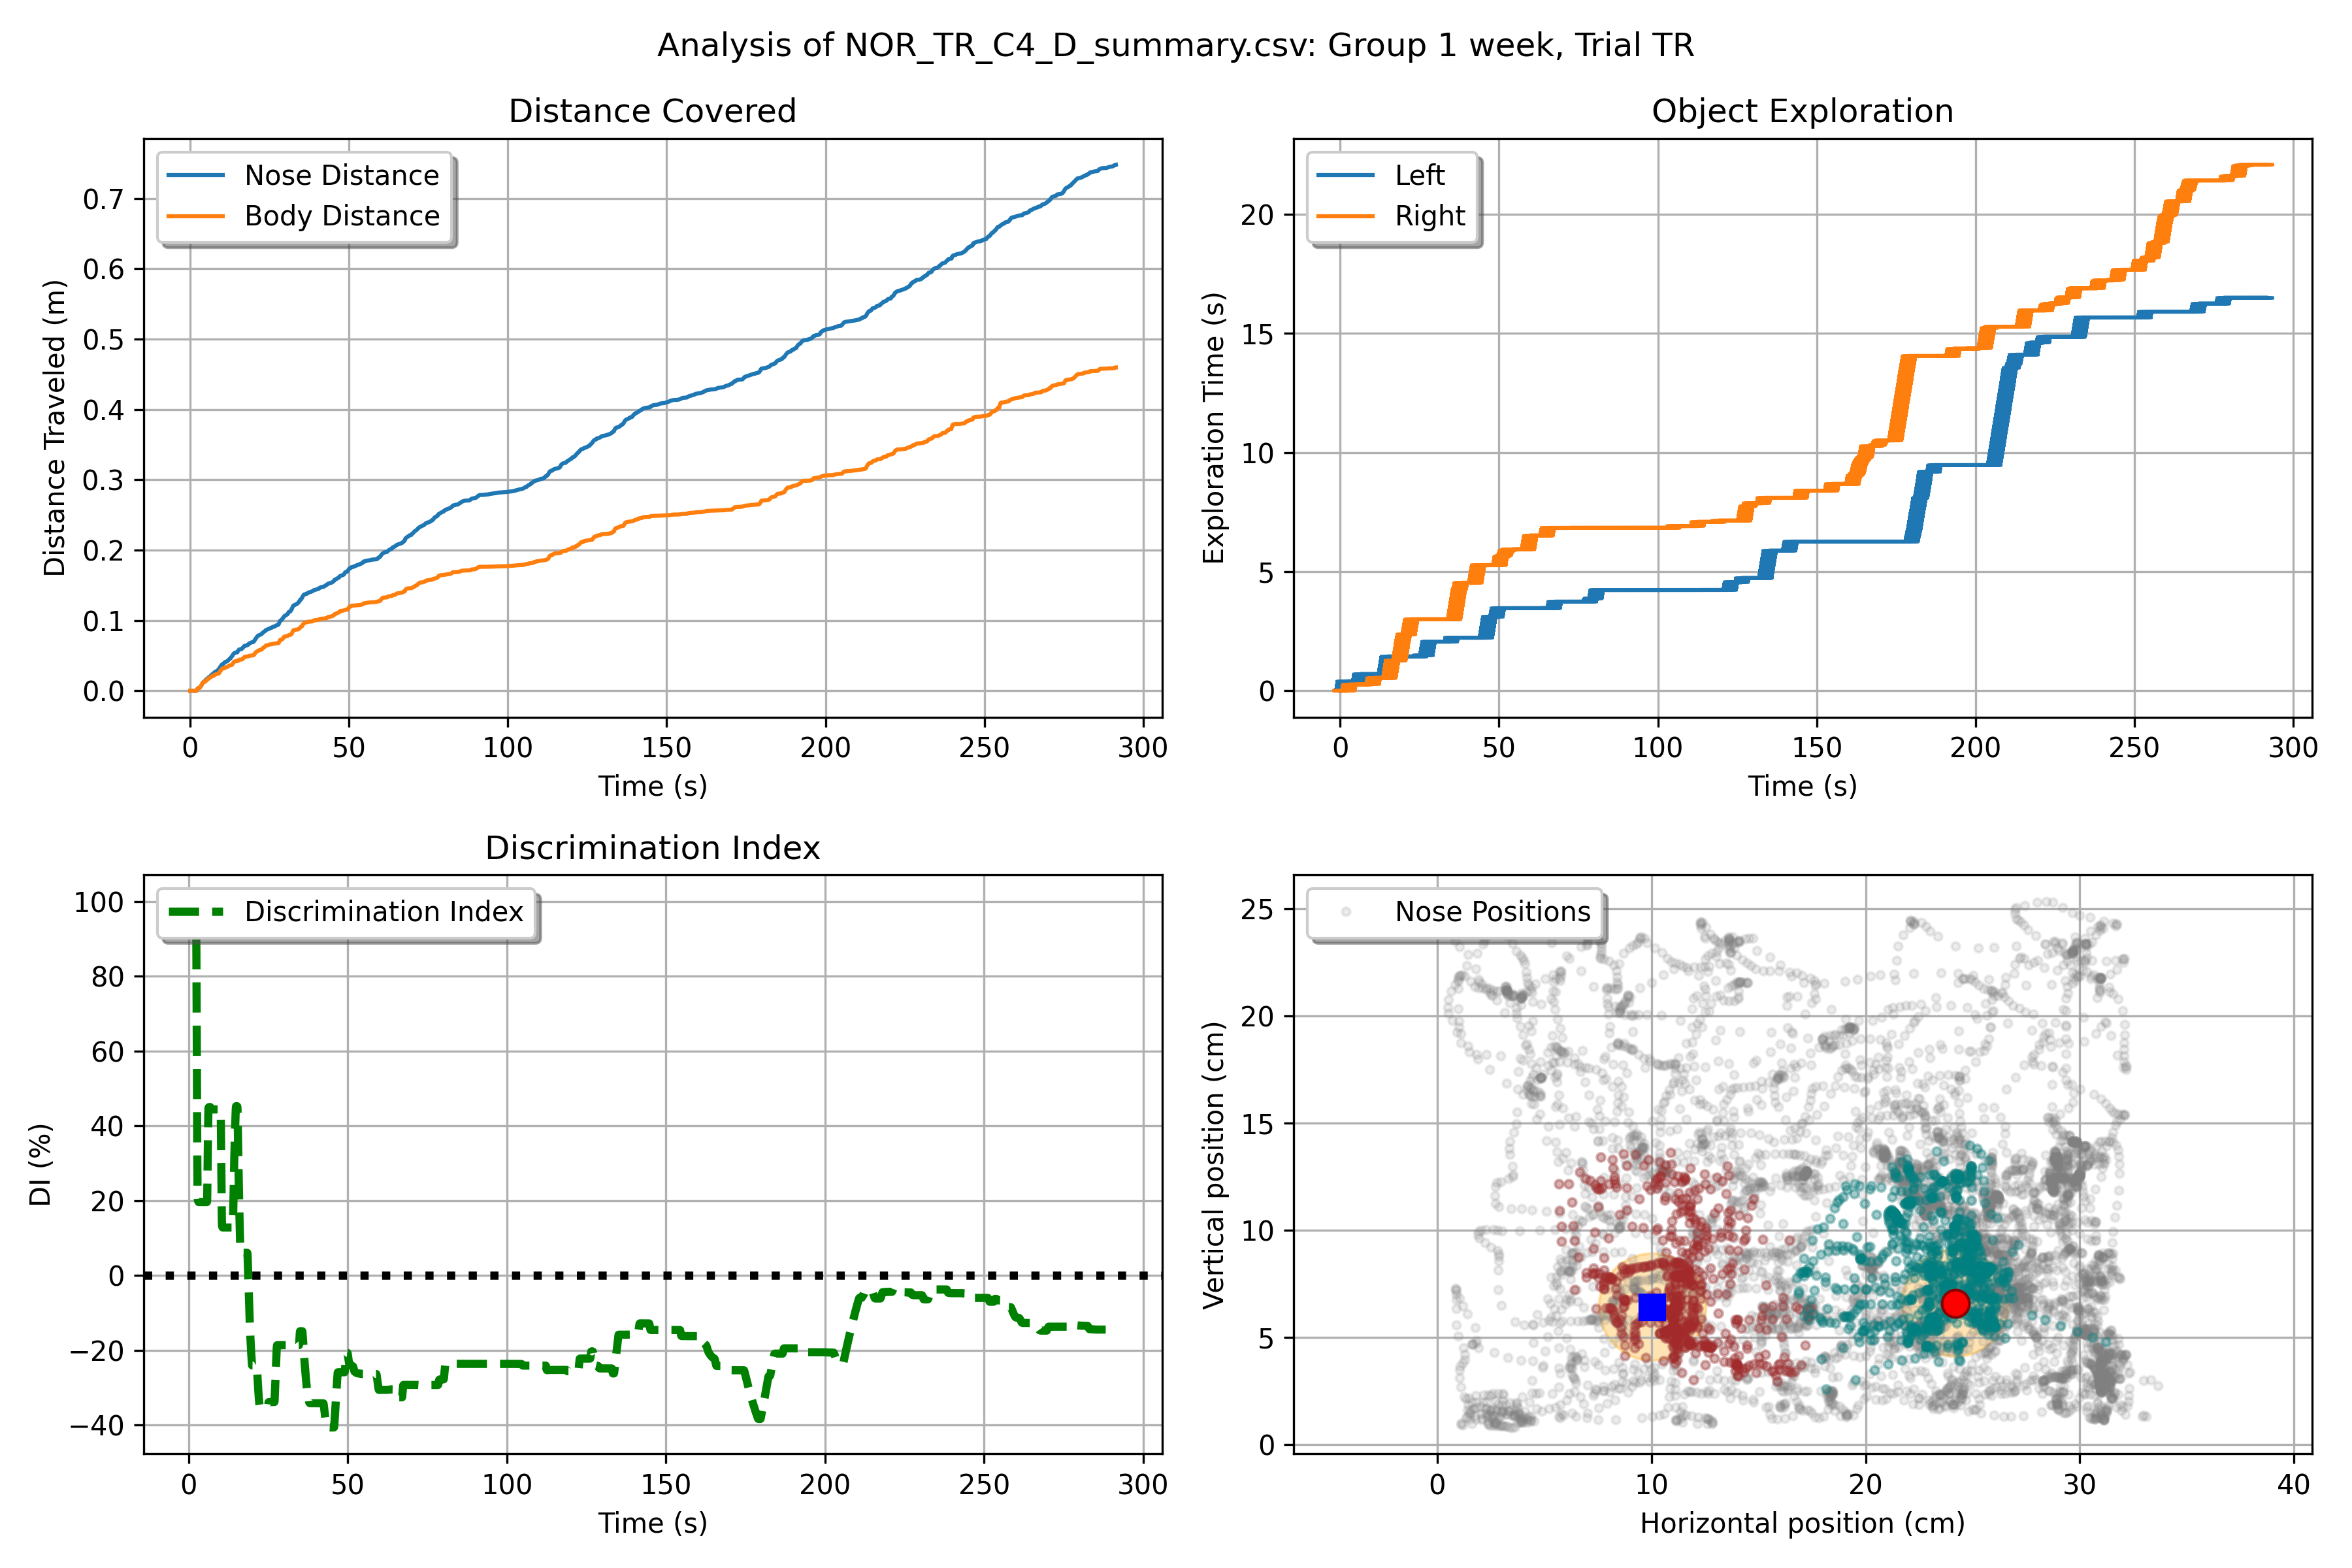 Analysis of NOR_TR_C4_D_summary.csv: Group 1 week, Trial TR
Distance Covered
Nose Distance
Body Distance
Distance Traveled (m)
0.7
0.6
0.5
0.4
0.3
0.2
0.1
0.0
0 50 100 150 200 250 300
Time (s)
Object Exploration
Left
Right
Exploration Time (s)
20
15
10
5
0
0 50 100 150 200 250 300
Time (s)
Discrimination Index
Discrimination Index
DI (%)
100
80
60
40
20
0
−20
−40
0 50 100 150 200 250 300
Time (s)
Nose Positions
Vertical position (cm)
25
20
15
10
5
0
0 10 20 30 40
Horizontal position (cm)